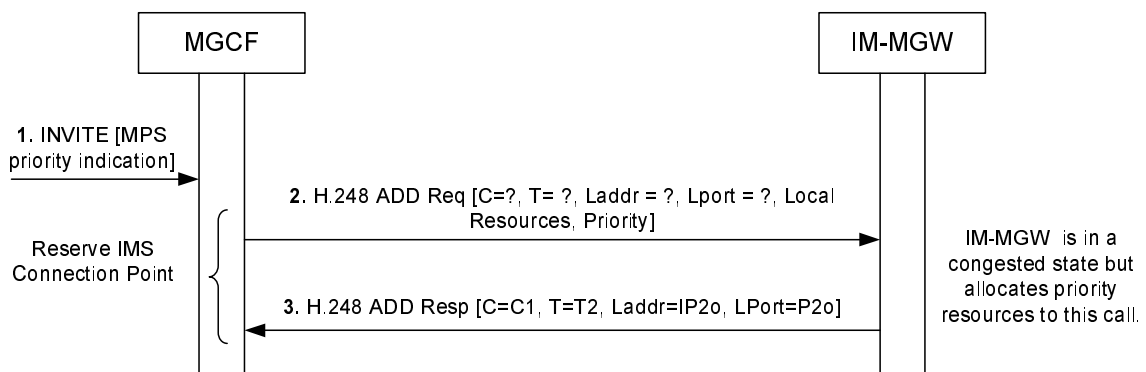 MGCF
IM-MGW
1. INVITE [MPS
priority indication]
2. H.248 ADD Req [C=?, T= ?, Laddr = ?, Lport = ?, Local
Resources, Priority]
Reserve IMS
Connection Point
IM-MGW is in a
congested state but
allocates priority
resources to this call.
3. H.248 ADD Resp [C=C1, T=T2, Laddr=IP2o, LPort=P2o]